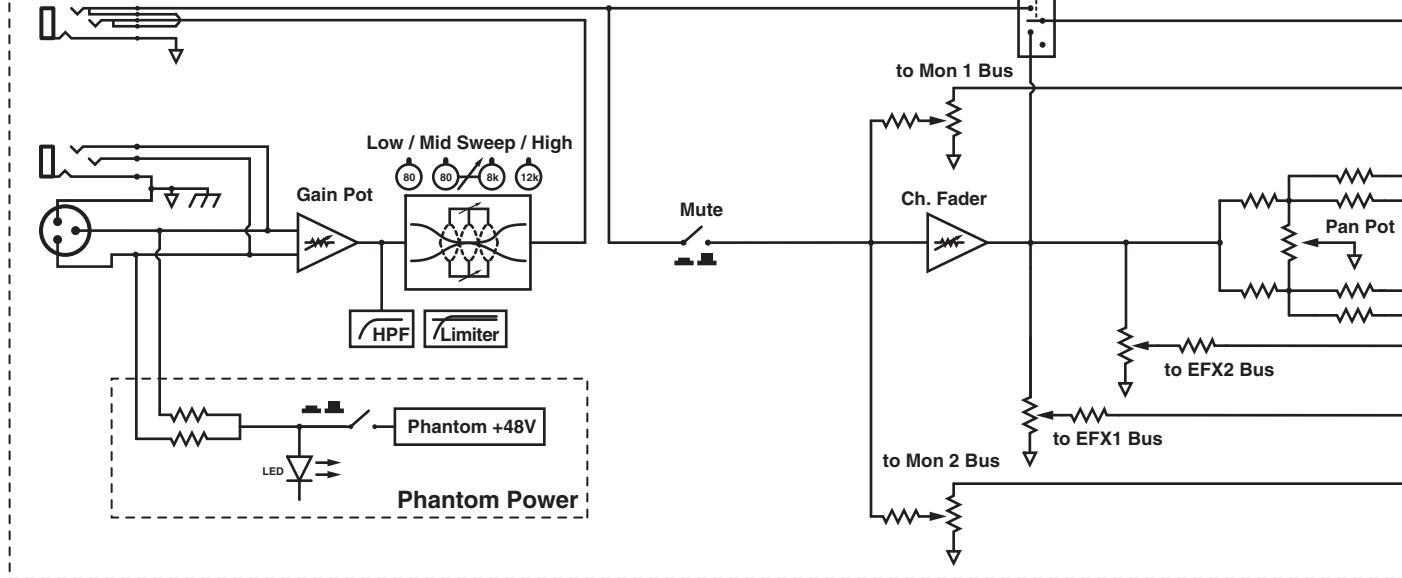 to Mon 1 Bus
Low / Mid Sweep / High
80 80 8k 12k
Gain Pot
Mute
Ch. Fader
Pan Pot
HPF
Limiter
to EFX2 Bus
Phantom +48V
to EFX1 Bus
LED
to Mon 2 Bus
Phantom Power